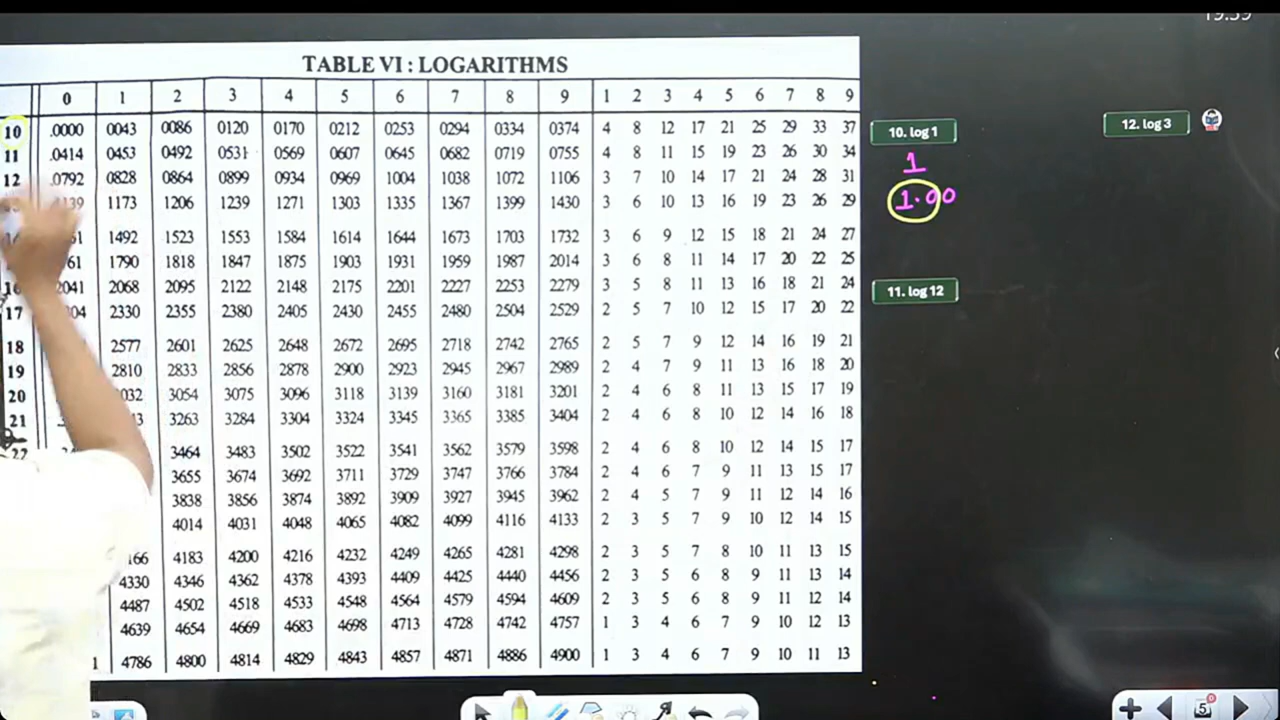 19:39
TABLE VI : LOGARITHMS
0 1 2 3 4 5 6 7 8 9 1 2 3 4 5 6 7 8 9
10 .0000 0043 0086 0120 0170 0212 0253 0294 0334 0374 4 8 12 17 21 25 29 33 37
11 .0414 0453 0492 0531 0569 0607 0645 0682 0719 0755 4 8 11 15 19 23 26 30 34
12 .0792 0828 0864 0899 0934 0969 1004 1038 1072 1106 3 7 10 14 17 21 24 28 31
1173 1206 1239 1271 1303 1335 1367 1399 1430 3 6 10 13 16 19 23 26 29
1492 1523 1553 1584 1614 1644 1673 1703 1732 3 6 9 12 15 18 21 24 27
1790 1818 1847 1875 1903 1931 1959 1987 2014 3 6 8 11 14 17 20 22 25
16 2041 2068 2095 2122 2148 2175 2201 2227 2253 2279 3 5 8 11 13 16 18 21 24
17 2330 2355 2380 2405 2430 2455 2480 2504 2529 2 5 7 10 12 15 17 20 22
18 2577 2601 2625 2648 2672 2695 2718 2742 2765 2 5 7 9 12 14 16 19 21
19 2810 2833 2856 2878 2900 2923 2945 2967 2989 2 4 7 9 11 13 16 18 20
20 3054 3075 3096 3118 3139 3160 3181 3201 2 4 6 8 11 13 15 17 19
21 3263 3284 3304 3324 3345 3365 3385 3404 2 4 6 8 10 12 14 16 18
22 3464 3483 3502 3522 3541 3562 3579 3598 2 4 6 8 10 12 14 15 17
3655 3674 3692 3711 3729 3747 3766 3784 2 4 6 7 9 11 13 15 17
3838 3856 3874 3892 3909 3927 3945 3962 2 4 5 7 9 11 12 14 16
4014 4031 4048 4065 4082 4099 4116 4133 2 3 5 7 9 10 12 14 15
4183 4200 4216 4232 4249 4265 4281 4298 2 3 5 7 8 10 11 13 15
4330 4346 4362 4378 4393 4409 4425 4440 4456 2 3 5 6 8 9 11 13 14
4487 4502 4518 4533 4548 4564 4579 4594 4609 2 3 5 6 8 9 11 12 14
4639 4654 4669 4683 4698 4713 4728 4742 4757 1 3 4 6 7 9 10 12 13
4786 4800 4814 4829 4843 4857 4871 4886 4900 1 3 4 6 7 9 10 11 13
10. log 1
1
1.00
11. log 12
12. log 3
5